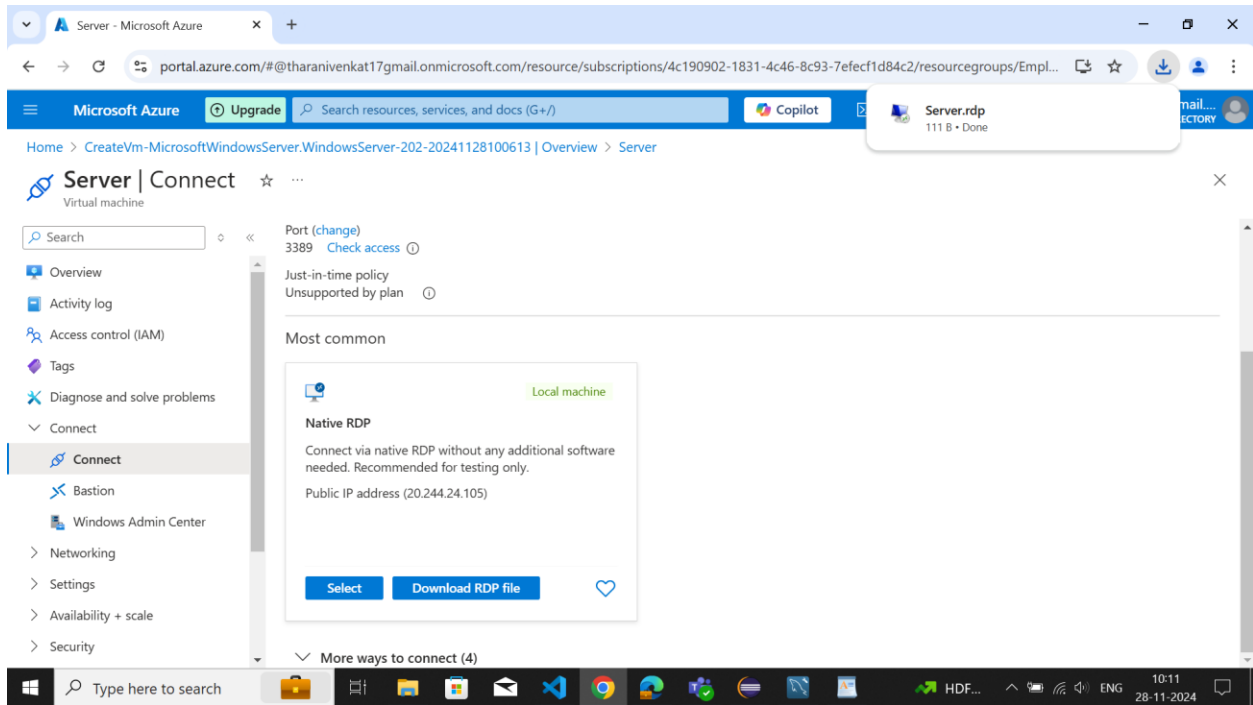 Server - Microsoft Azure
portal.azure.com/#@tharanivenkat17gmail.onmicrosoft.com/resource/subscriptions/4c190902-1831-4c46-8c93-7efecf1d84c2/resourcegroups/Empl...
Microsoft Azure Upgrade Search resources, services, and docs (G+/) Copilot mail....
ECTORY
Server.rdp
111 B • Done
Home > CreateVm-MicrosoftWindowsServer.WindowsServer-202-20241128100613 | Overview > Server
Server | Connect
Virtual machine
Search
Overview
Activity log
Access control (IAM)
Tags
Diagnose and solve problems
Connect
Connect
Bastion
Windows Admin Center
Networking
Settings
Availability + scale
Security
Port (change)
3389 Check access
Just-in-time policy
Unsupported by plan
Most common
Local machine
Native RDP
Connect via native RDP without any additional software
needed. Recommended for testing only.
Public IP address (20.244.24.105)
Select Download RDP file
More ways to connect (4)
Type here to search HDF... ENG 10:11
28-11-2024